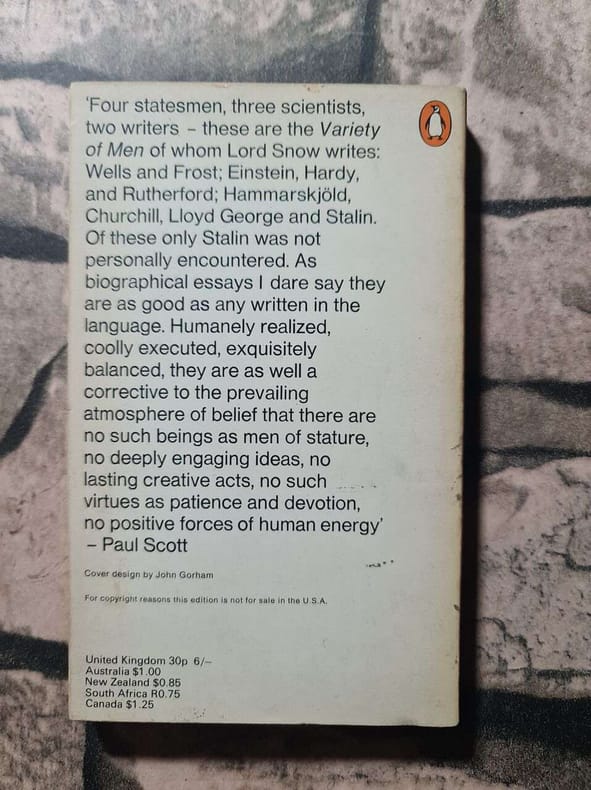 ‘Four statesmen, three scientists,
two writers – these are the Variety
of Men of whom Lord Snow writes:
Wells and Frost; Einstein, Hardy,
and Rutherford; Hammarskjöld,
Churchill, Lloyd George and Stalin.
Of these only Stalin was not
personally encountered. As
biographical essays I dare say they
are as good as any written in the
language. Humanely realized,
coolly executed, exquisitely
balanced, they are as well a
corrective to the prevailing
atmosphere of belief that there are
no such beings as men of stature,
no deeply engaging ideas, no
lasting creative acts, no such
virtues as patience and devotion,
no positive forces of human energy’
– Paul Scott
Cover design by John Gorham
For copyright reasons this edition is not for sale in the U.S.A.
United Kingdom 30p 6/–
Australia $1.00
New Zealand $0.85
South Africa R0.75
Canada $1.25